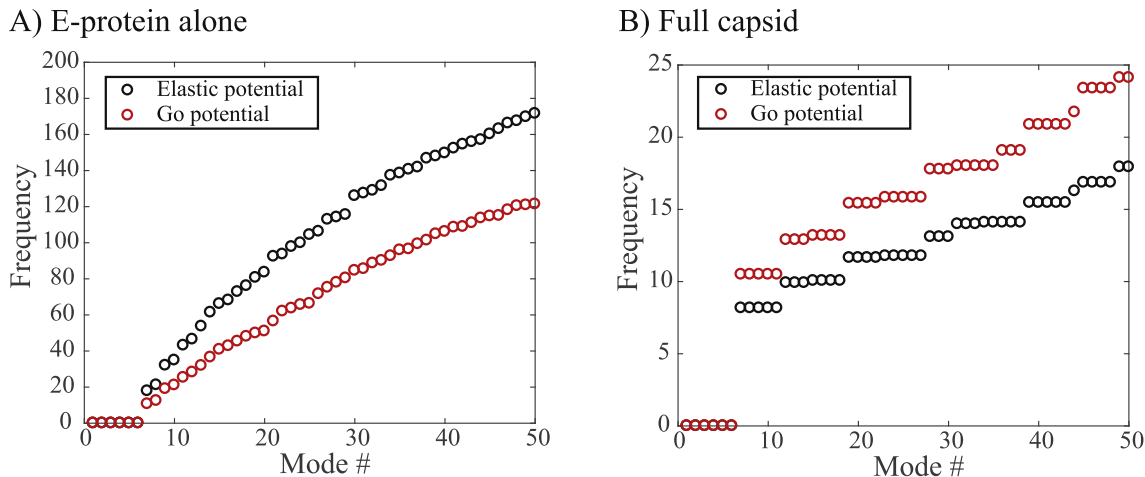 A) E-protein alone
200
180
160
140
120
100
80
60
40
20
0
Frequency
Elastic potential
Go potential
0
10
20
30
40
50
Mode #
B) Full capsid
25
20
15
10
5
0
Frequency
Elastic potential
Go potential
0
10
20
30
40
50
Mode #